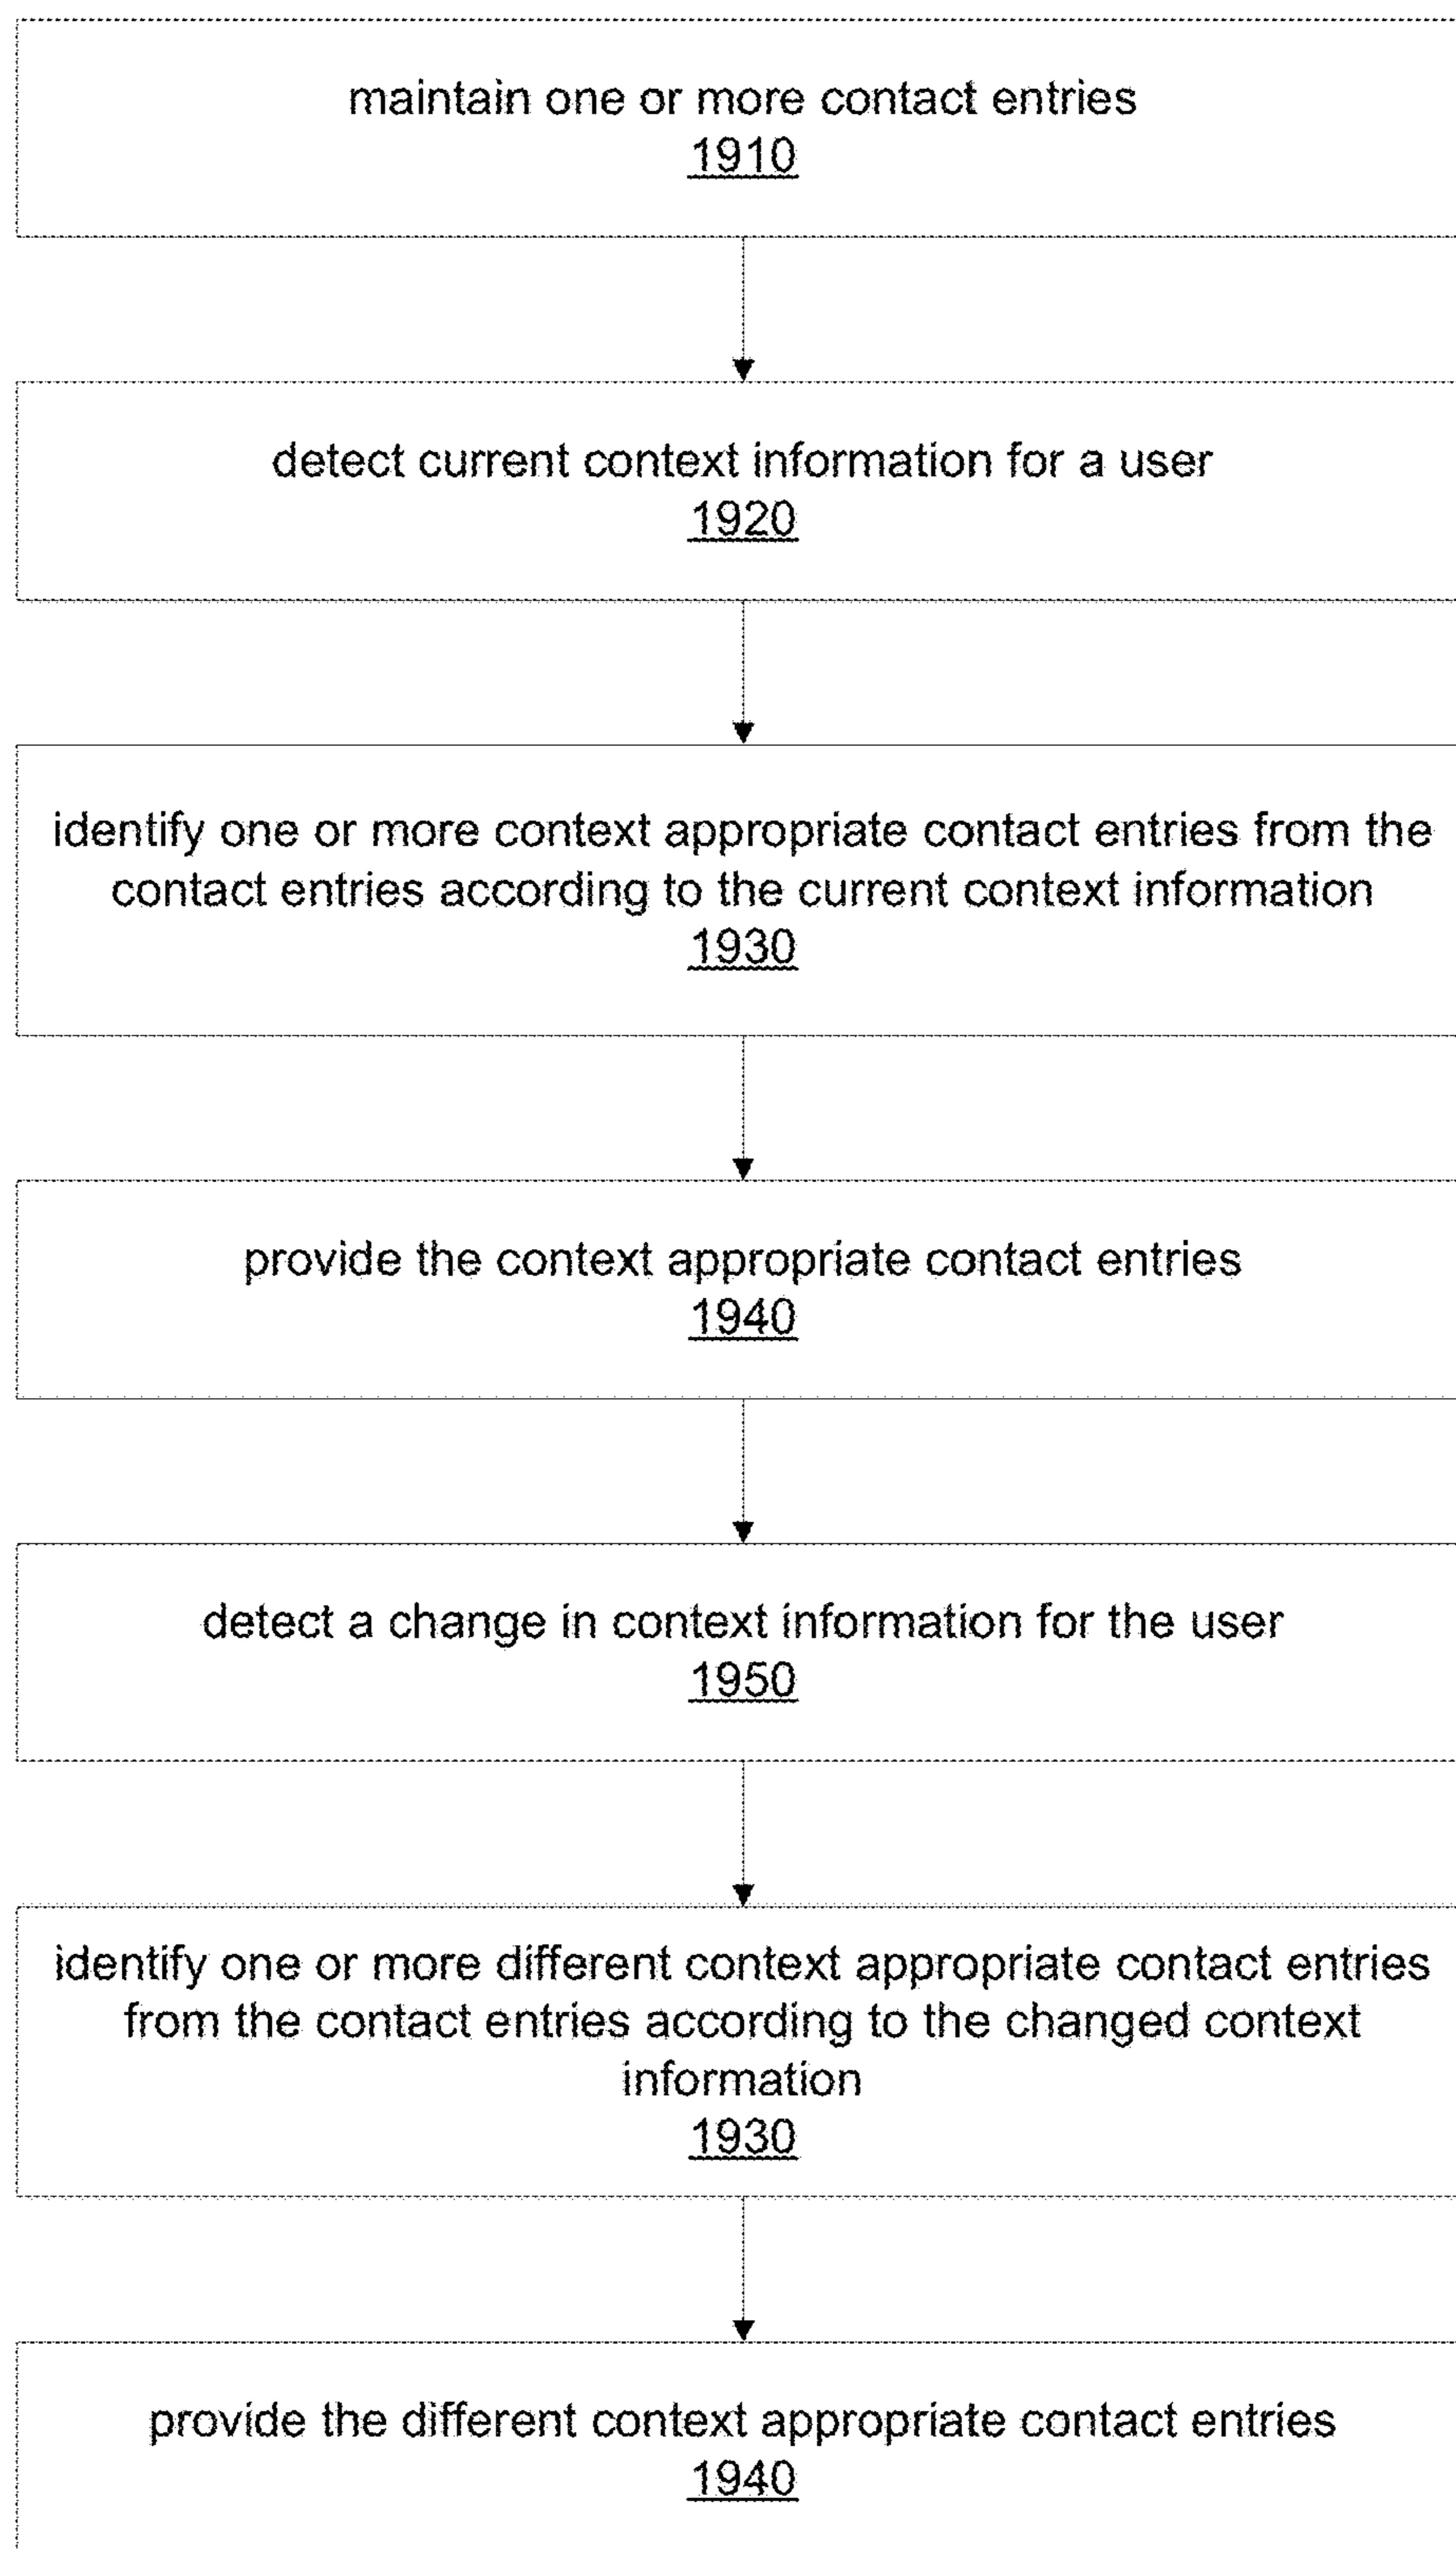 maintain one or more contact entries
1910
detect current context information for a user
1920
identify one or more context appropriate contact entries from the
contact entries according to the current context information
1930
provide the context appropriate contact entries
1940
detect a change in context information for the user
1950
identify one or more different context appropriate contact entries
from the contact entries according to the changed context
information
1930
provide the different context appropriate contact entries
1940